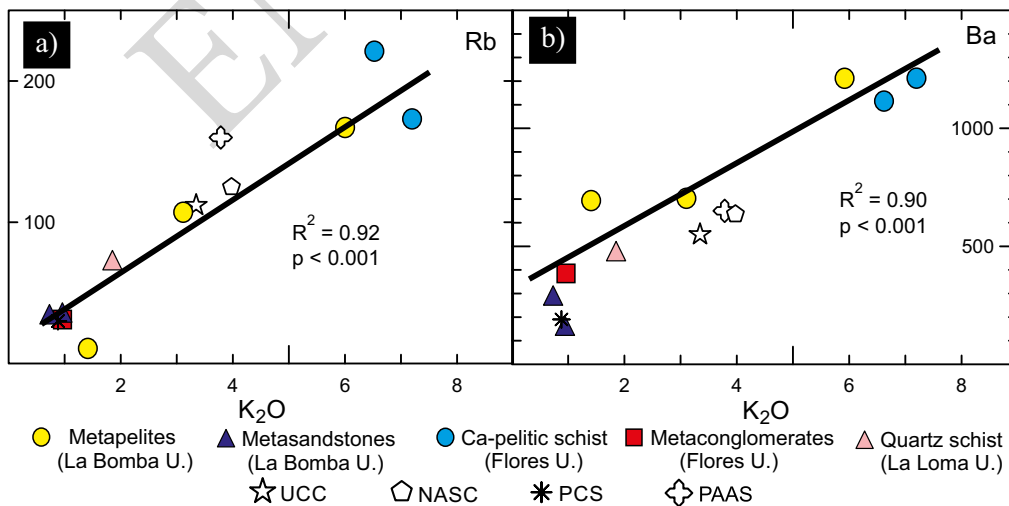 a)
Rb
200
100
R² = 0.92
p < 0.001
2
4
6
8
K₂O
b)
Ba
1000
500
R² = 0.90
p < 0.001
2
4
6
8
K₂O
Metapelites
(La Bomba U.)
Metasandstones
(La Bomba U.)
Ca-pelitic schist
(Flores U.)
Metaconglomerates
(Flores U.)
Quartz schist
(La Loma U.)
UCC
NASC
PCS
PAAS